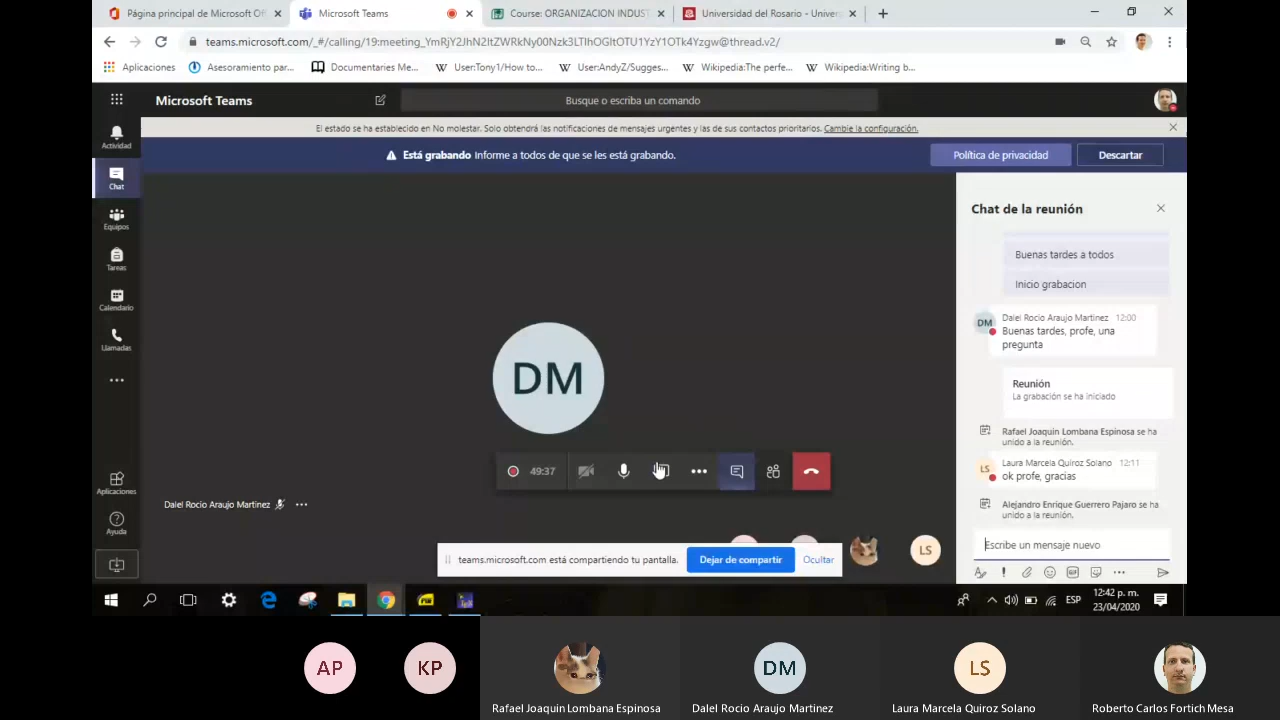 Página principal de Microsoft Of
Microsoft Teams
Course: ORGANIZACION INDUST
Universidad del Rosario - Univer
teams.microsoft.com/_#/calling/19:meeting_YmRjY2JhN2ItZWRkNy00Nzk3LTlhOGItOTU1YzY1OTk4Yzgw@thread.v2/
Aplicaciones
Asesoramiento par...
Documentaries Me...
User:Tony1/How to...
User:AndyZ/Sugges...
Wikipedia:The perfe...
Wikipedia:Writing b...
Microsoft Teams
Busque o escriba un comando
El estado se ha establecido en No molestar. Solo obtendrá las notificaciones de mensajes urgentes y las de sus contactos prioritarios. Cambie la configuración.
Está grabando Informe a todos de que se les está grabando.
Política de privacidad
Descartar
Actividad
Chat
Equipos
Tareas
Calendario
Llamadas
Aplicaciones
Ayuda
DM
49:37
Dalel Rocio Araujo Martinez
LS
teams.microsoft.com está compartiendo tu pantalla.
Dejar de compartir
Ocultar
Chat de la reunión
Buenas tardes a todos
Inicio grabacion
DM
Dalel Rocio Araujo Martinez 12:00
Buenas tardes, profe, una
pregunta
Reunión
La grabación se ha iniciado
Rafael Joaquin Lombana Espinosa se ha
unido a la reunión.
LS
Laura Marcela Quiroz Solano 12:11
ok profe, gracias
Alejandro Enrique Guerrero Pajaro se ha
unido a la reunión.
Escribe un mensaje nuevo
ESP
12:42 p. m.
23/04/2020
AP
KP
DM
LS
Rafael Joaquin Lombana Espinosa
Dalel Rocio Araujo Martinez
Laura Marcela Quiroz Solano
Roberto Carlos Fortich Mesa